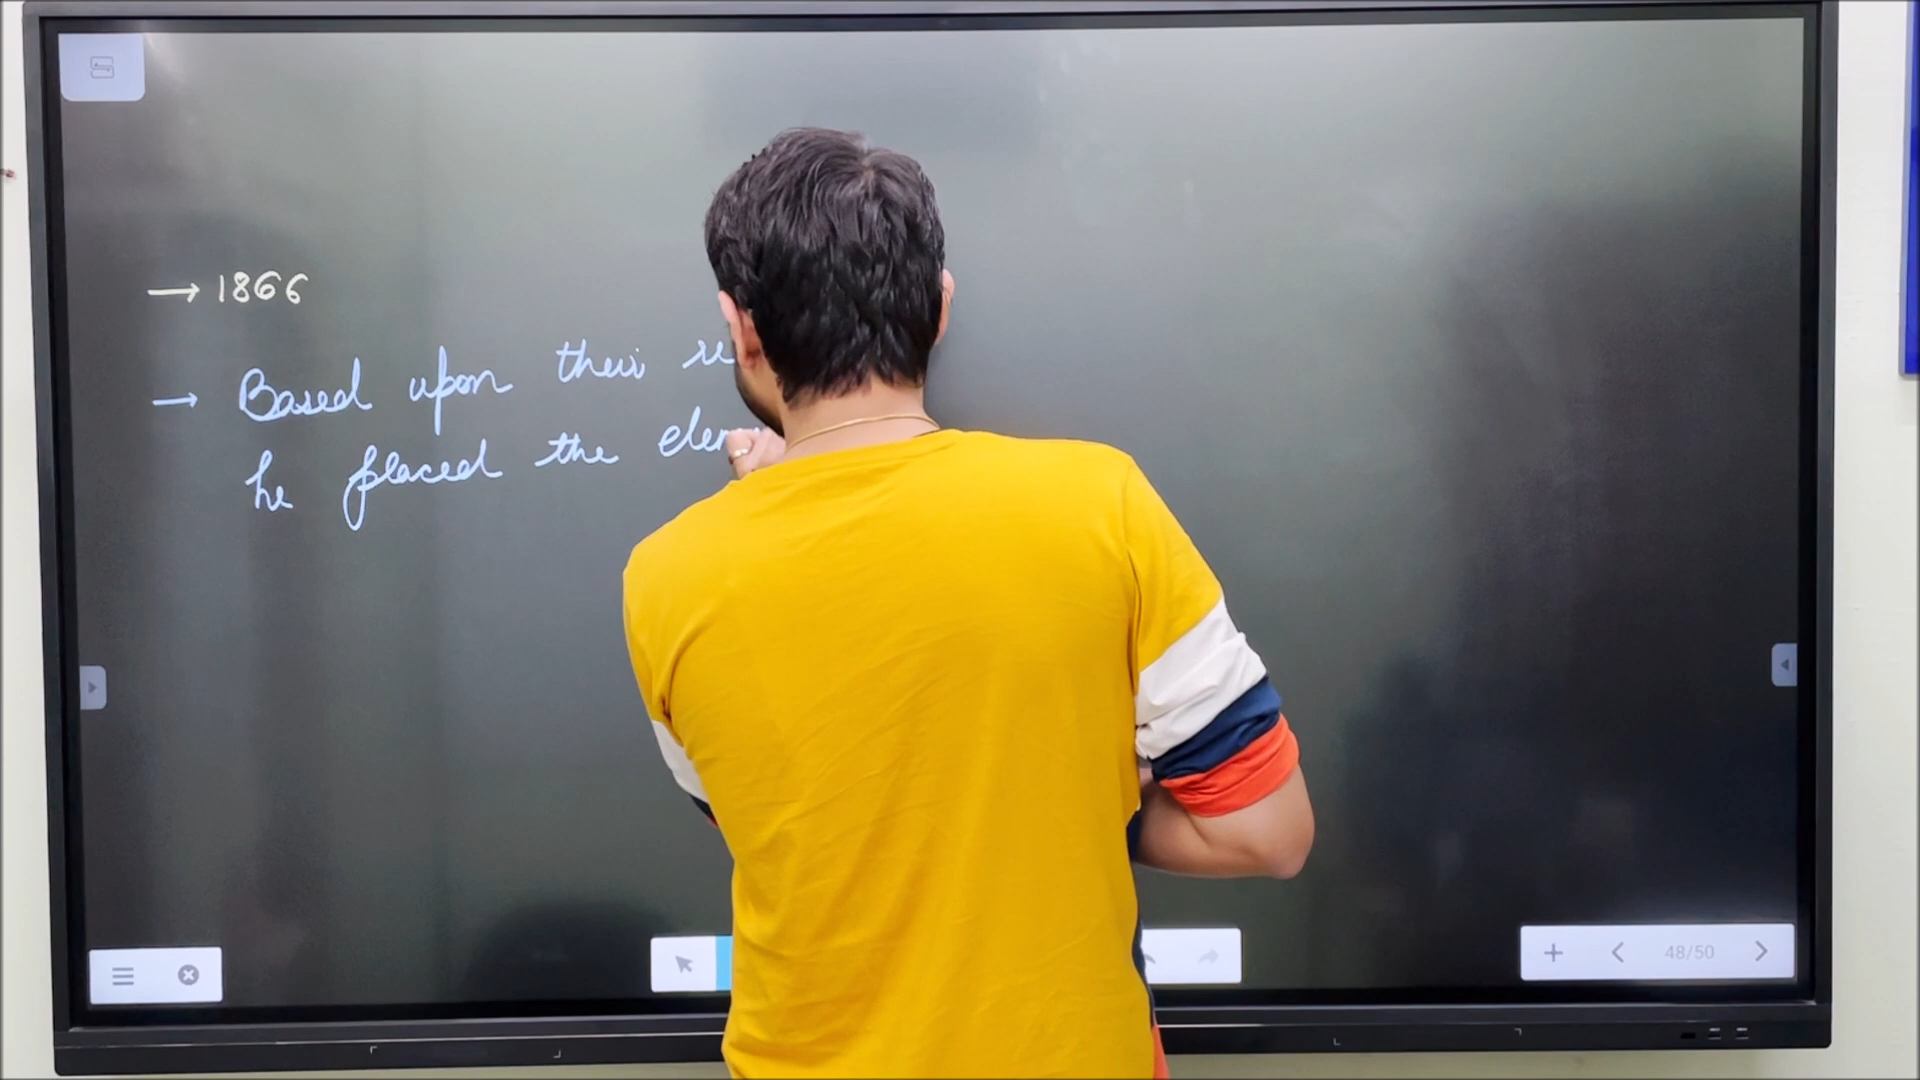 → 1866
→ Based upon their
he placed the
48/50